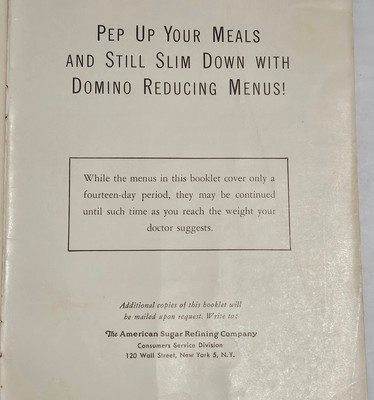 PEP UP YOUR MEALS
AND STILL SLIM DOWN WITH
DOMINO REDUCING MENUS!
While the menus in this booklet cover only a
fourteen-day period, they may be continued
until such time as you reach the weight your
doctor suggests.
Additional copies of this booklet will
be mailed upon request. Write to:
The American Sugar Refining Company
Consumers Service Division
120 Wall Street, New York 5, N.Y.